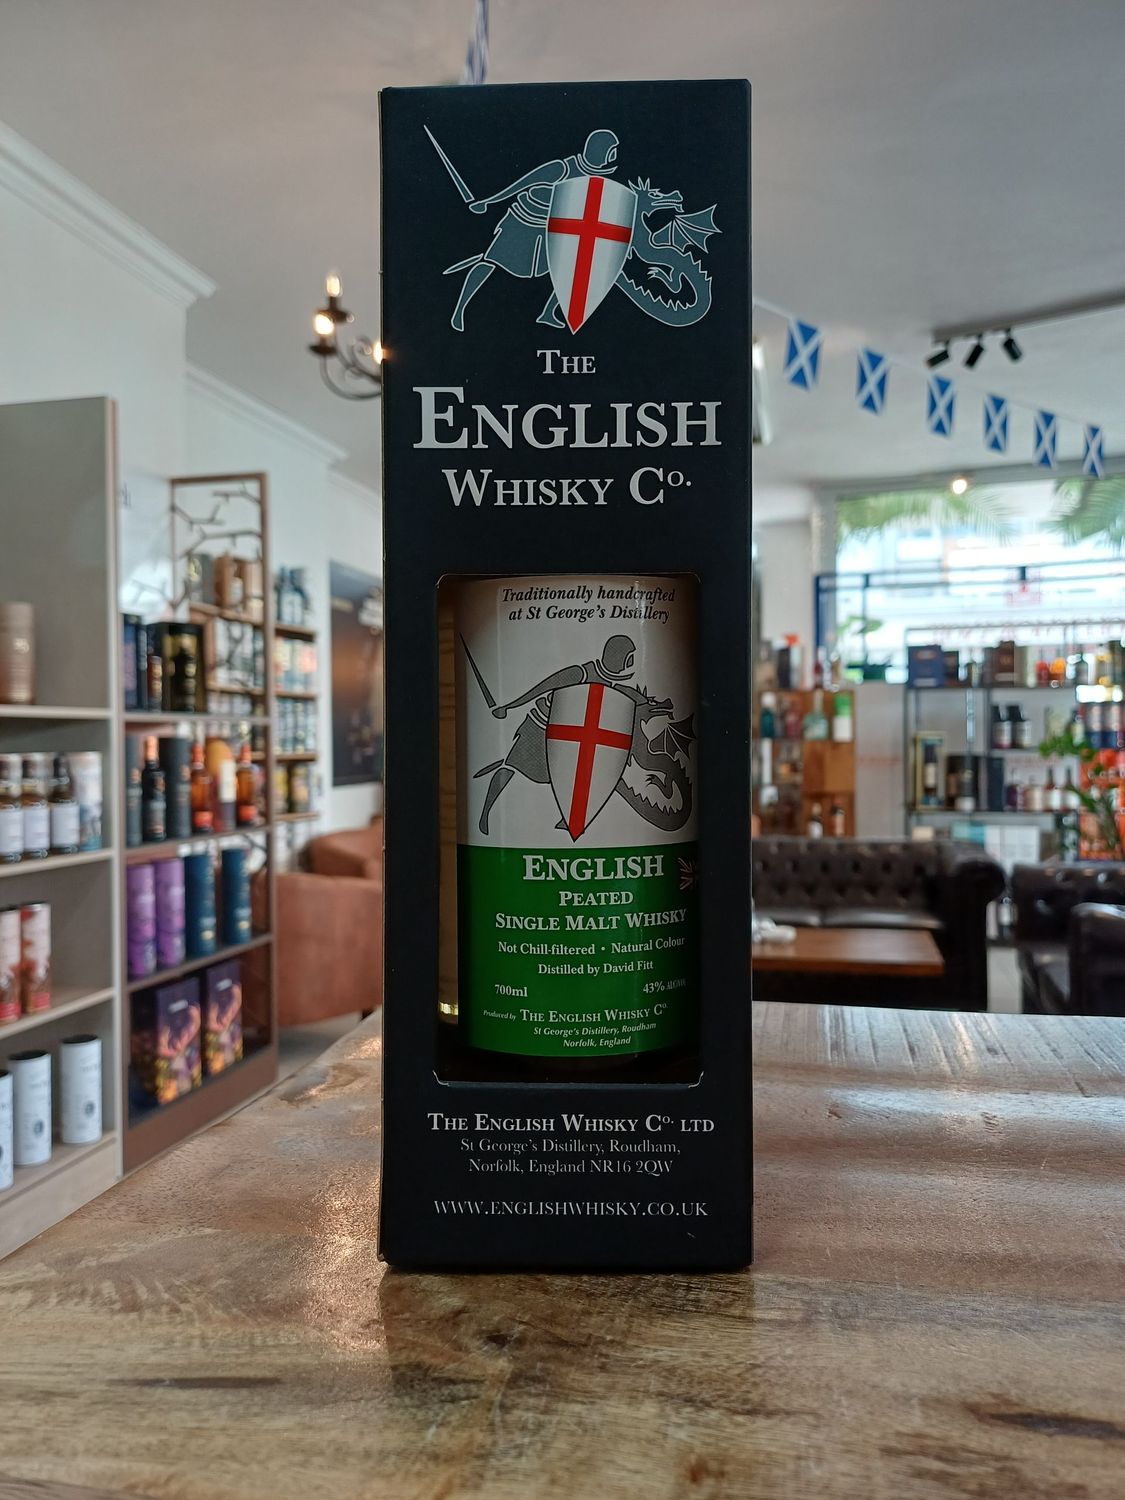 The
English
Whisky Co.
Traditionally handcrafted
at St George's Distillery
English
Peated
Single Malt Whisky
Not Chill-filtered • Natural Colour
Distilled by David Fitt
700ml
43% ALC/VOL
Produced by The English Whisky Co.
St George's Distillery, Roudham
Norfolk, England
The English Whisky Co. LTD
St George's Distillery, Roudham,
Norfolk, England NR16 2QW
WWW.ENGLISHWHISKY.CO.UK